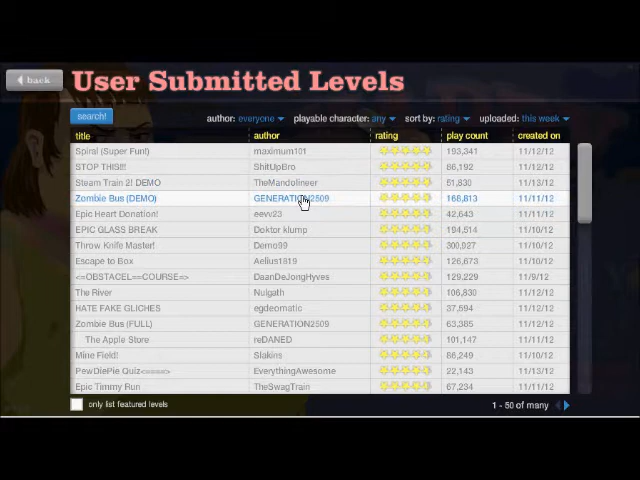 back
User Submitted Levels
search!
author: everyone playable character: any sort by: rating uploaded: this week
title author rating play count created on
Spiral (Super Fun!) maximum101 193,341 11/12/12
STOP THIS!!! ShitUpBro 86,192 11/12/12
Steam Train 2! DEMO TheMandolineer 51,830 11/13/12
Zombie Bus (DEMO) GENERATION2509 168,813 11/11/12
Epic Heart Donation! eevv23 42,643 11/12/12
EPIC GLASS BREAK Doktor klump 194,514 11/10/12
Throw Knife Master! Demo99 300,927 11/10/12
Escape to Box Aelius1819 126,673 11/10/12
<=OBSTACEL==COURSE=> DaanDeJongHyves 129,229 11/9/12
The River Nulgath 106,830 11/10/12
HATE FAKE GLICHES egdeomatic 37,594 11/12/12
Zombie Bus (FULL) GENERATION2509 63,385 11/12/12
The Apple Store reDANED 101,147 11/11/12
Mine Field! Slakins 86,249 11/10/12
PewDiePie Quiz EverythingAwesome 22,143 11/13/12
Epic Timmy Run TheSwagTrain 67,234 11/11/12
only list featured levels 1 - 50 of many